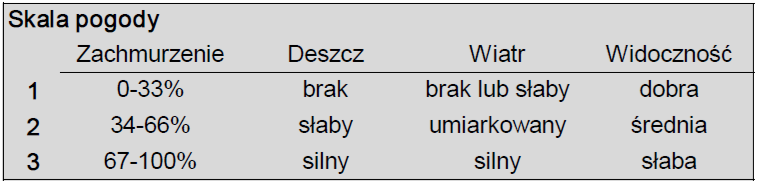 Skala pogody
Zachmurzenie Deszcz Wiatr Widoczność
1 0-33% brak brak lub słaby dobra
2 34-66% słaby umiarkowany średnia
3 67-100% silny silny słaba